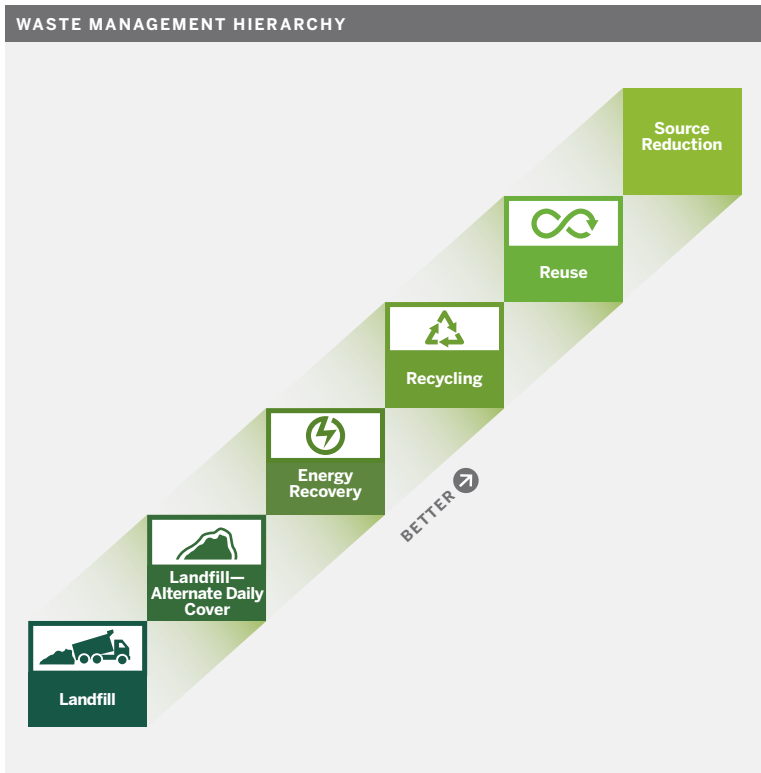 WASTE MANAGEMENT HIERARCHY
Source
Reduction
Reuse
Recycling
Energy
Recovery
BETTER
Landfill—
Alternate Daily
Cover
Landfill